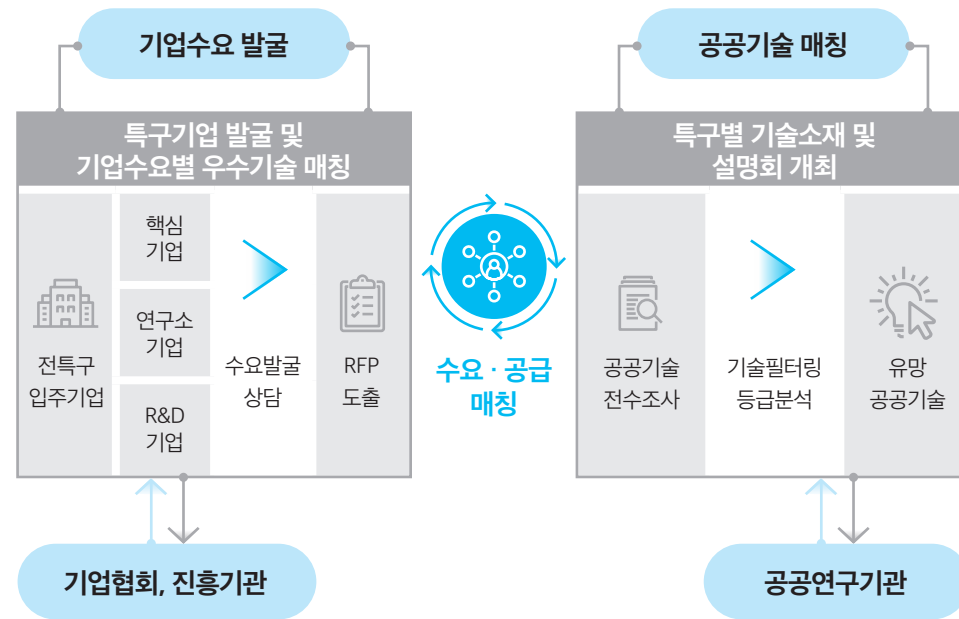 기업수요 발굴
특구기업 발굴 및
기업수요별 우수기술 매칭
전특구
입주기업
핵심
기업
연구소
기업
R&D
기업
수요발굴
상담
RFP
도출
수요 · 공급
매칭
공공기술 매칭
특구별 기술소재 및
설명회 개최
공공기술
전수조사
기술필터링
등급분석
유망
공공기술
기업협회, 진흥기관
공공연구기관